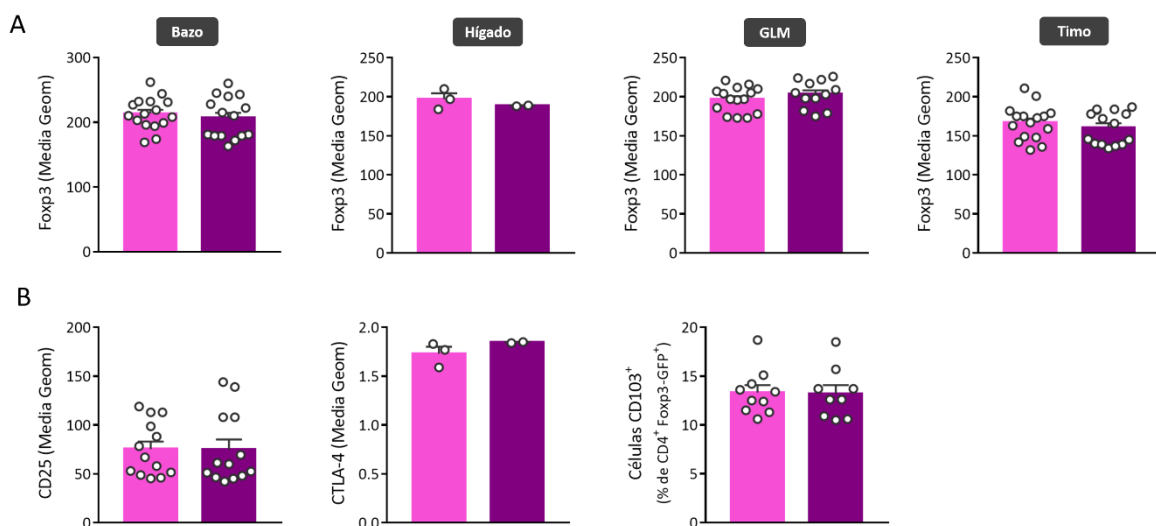 A
Bazo
Hígado
GLM
Timo
Foxp3 (Media Geom)
300
200
100
0
Foxp3 (Media Geom)
250
200
150
100
50
0
Foxp3 (Media Geom)
250
200
150
100
50
0
Foxp3 (Media Geom)
250
200
150
100
50
0
B
CD25 (Media Geom)
200
150
100
50
0
CTLA-4 (Media Geom)
2.0
1.5
1.0
0.5
0.0
Células CD103⁺
(% de CD4⁺ Foxp3-GFP⁺)
20
15
10
5
0